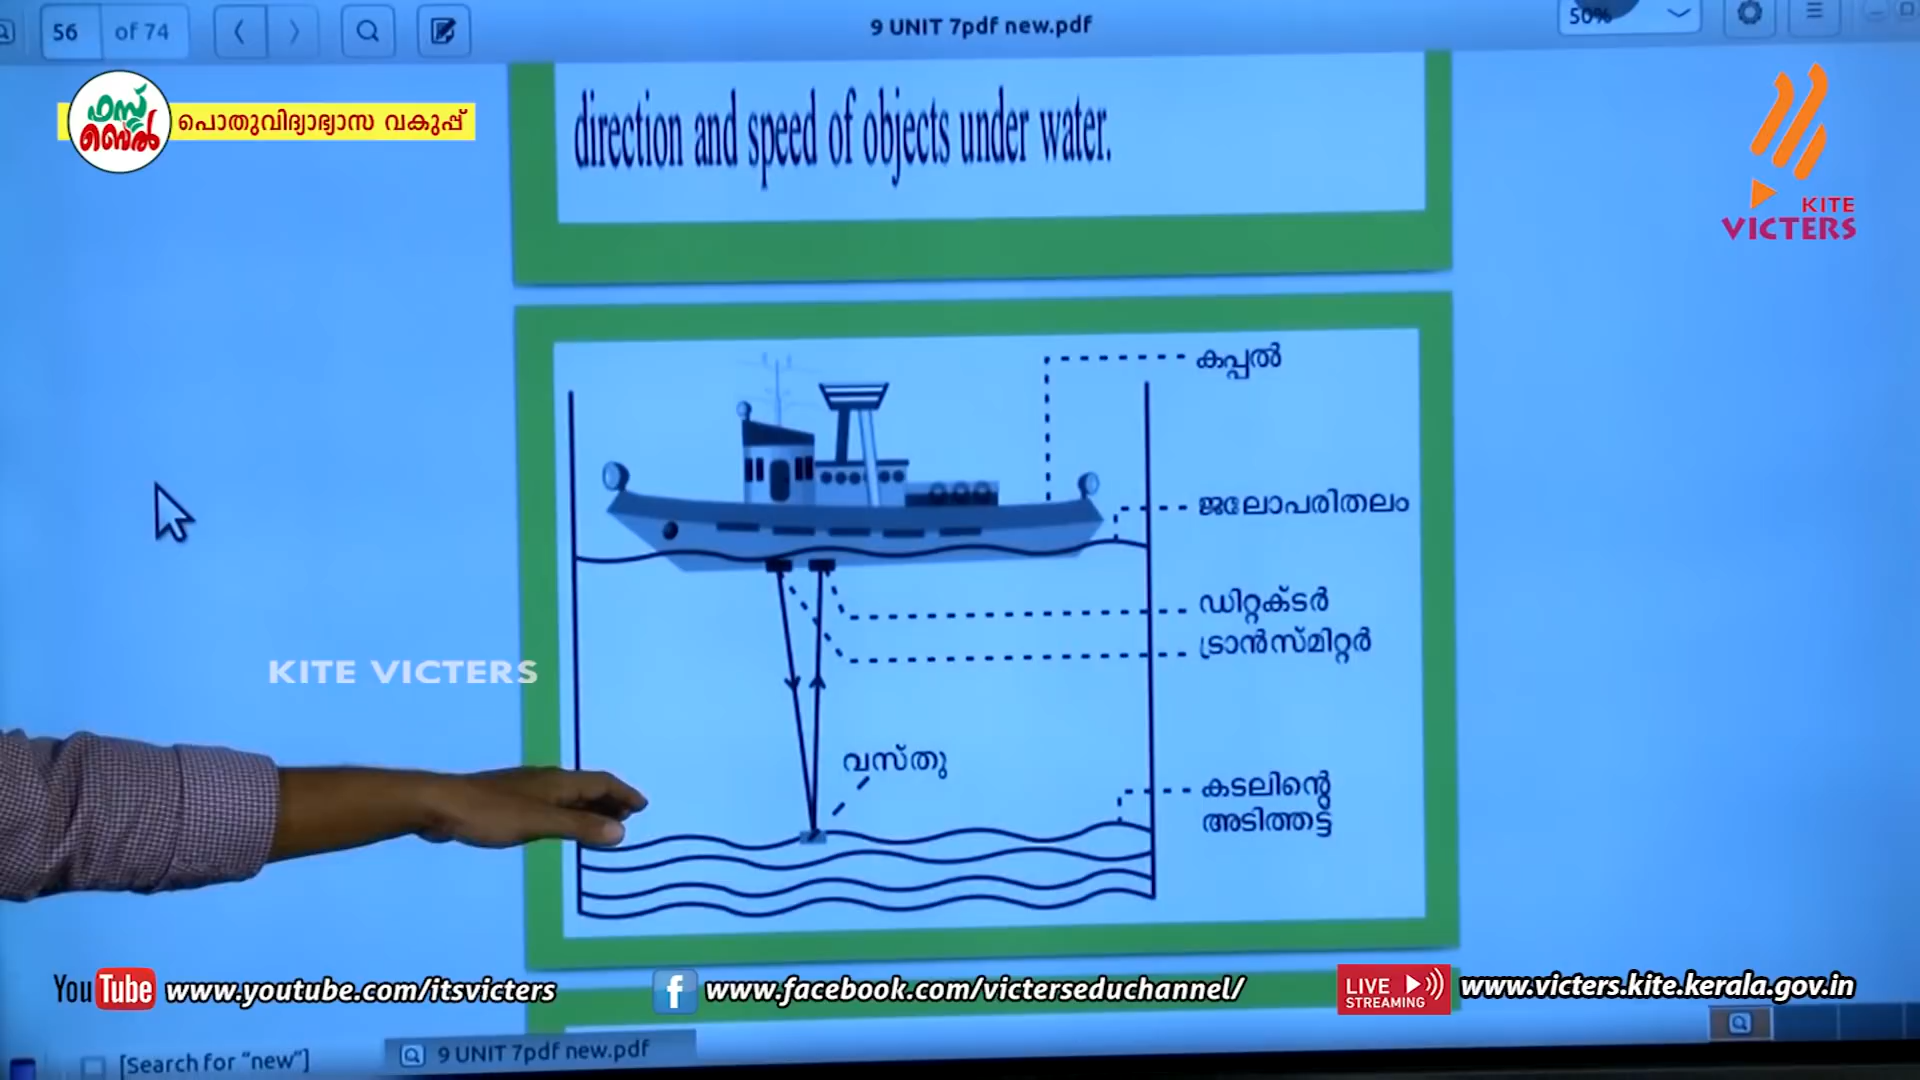 56 of 74
9 UNIT 7pdf new.pdf
50%
ഫസ്റ്റ്
ബെൽ
പൊതുവിദ്യാഭ്യാസ വകുപ്പ്
KITE
VICTERS
direction and speed of objects under water.
കപ്പൽ
ജലോപരിതലം
ഡിറ്റക്ടർ
ട്രാൻസ്മിറ്റർ
KITE VICTERS
വസ്തു
കടലിന്റെ
അടിത്തട്ട്
YouTube www.youtube.com/itsvicters
f www.facebook.com/victerseduchannel/
LIVE
STREAMING
www.victers.kite.kerala.gov.in
[Search for "new"]
9 UNIT 7pdf new.pdf